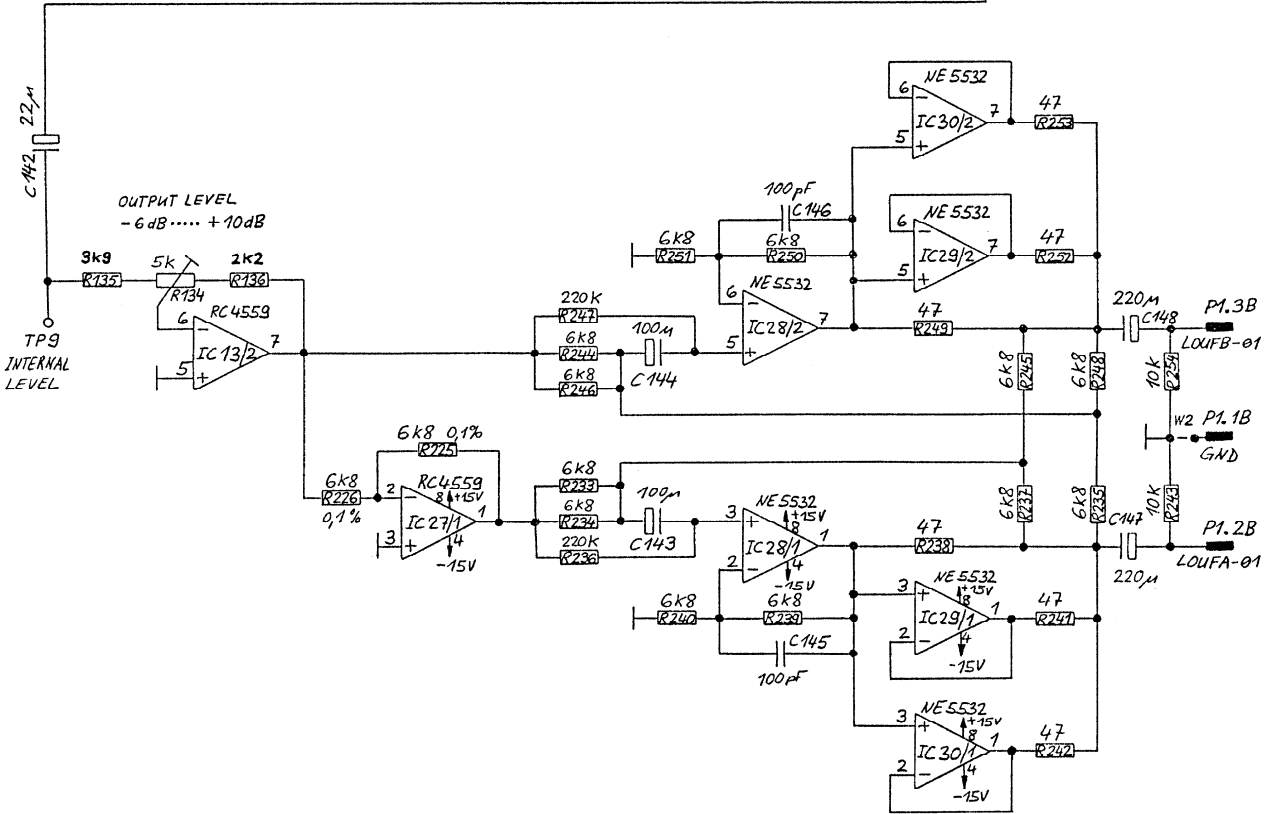 22µ
C142
OUTPUT LEVEL
-6dB ..... +10dB
9k9
R135
5K
R134
2K2
R136
TP9
INTERNAL
LEVEL
RC4559
6
-
IC13/2
7
5
+
220K
R247
6k8
R244
6k8
R246
100µ
C144
6k8
R251
100pF
C146
6k8
R250
NE5532
6
-
IC28/2
7
5
+
NE5532
6
-
IC30/2
7
5
+
47
R253
NE5532
6
-
IC29/2
7
5
+
47
R252
47
R249
6k8
R245
6k8
R248
220µ
C148
P1.3B
LOUFB-01
10K
R254
W2
P1.1B
GND
6k8
R226
0,1%
6k8 0,1%
R225
RC4559
2
-
8
+15V
IC27/1
1
3
+
4
-15V
6k8
R233
6k8
R234
220K
R236
100µ
C143
NE5532
3
+
+15V
8
IC28/1
1
2
-
4
-15V
6k8
R240
6k8
R239
C145
100pF
47
R238
6k8
R237
6k8
R235
C147
220µ
10K
R243
P1.2B
LOUFA-01
NE5532
+15V
3
+
8
IC29/1
1
2
-
4
-15V
47
R241
NE5532
+15V
3
+
8
IC30/1
1
2
-
4
-15V
47
R242